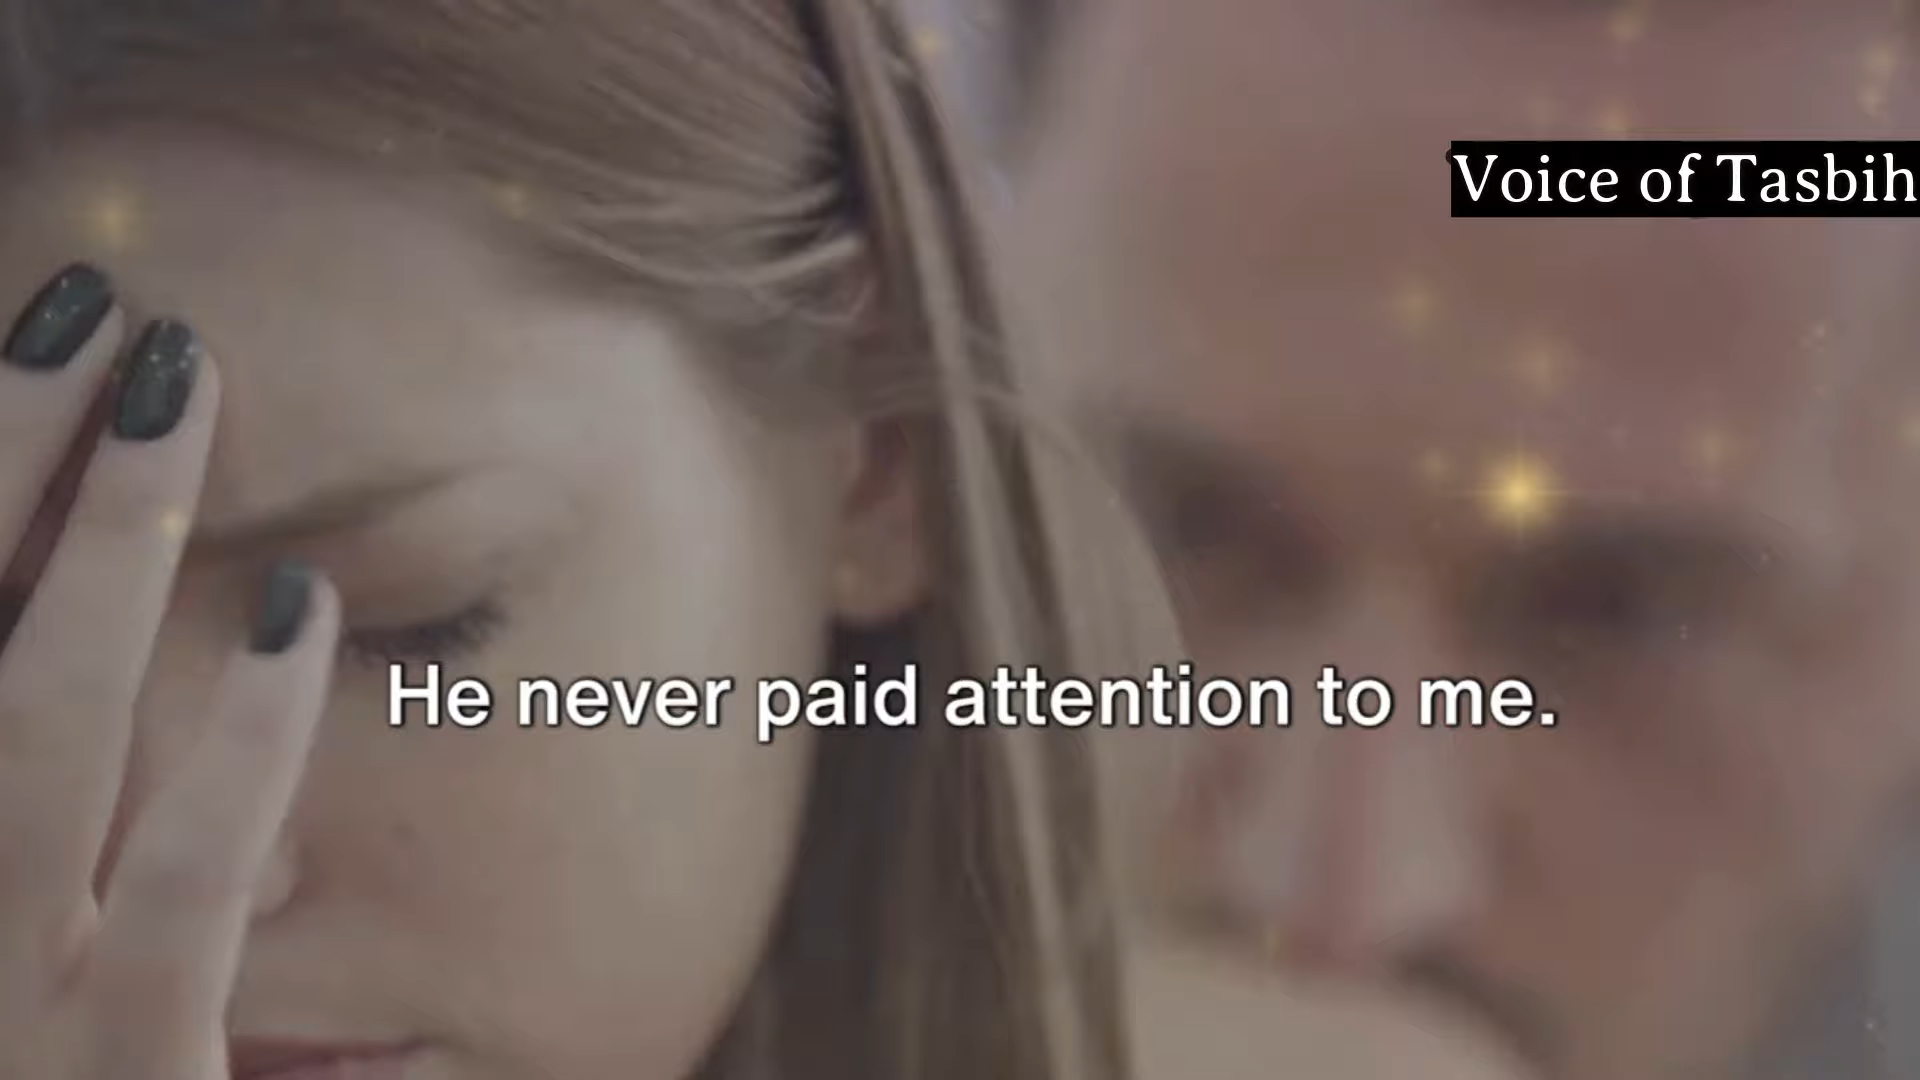 Voice of Tasbih
He never paid attention to me.